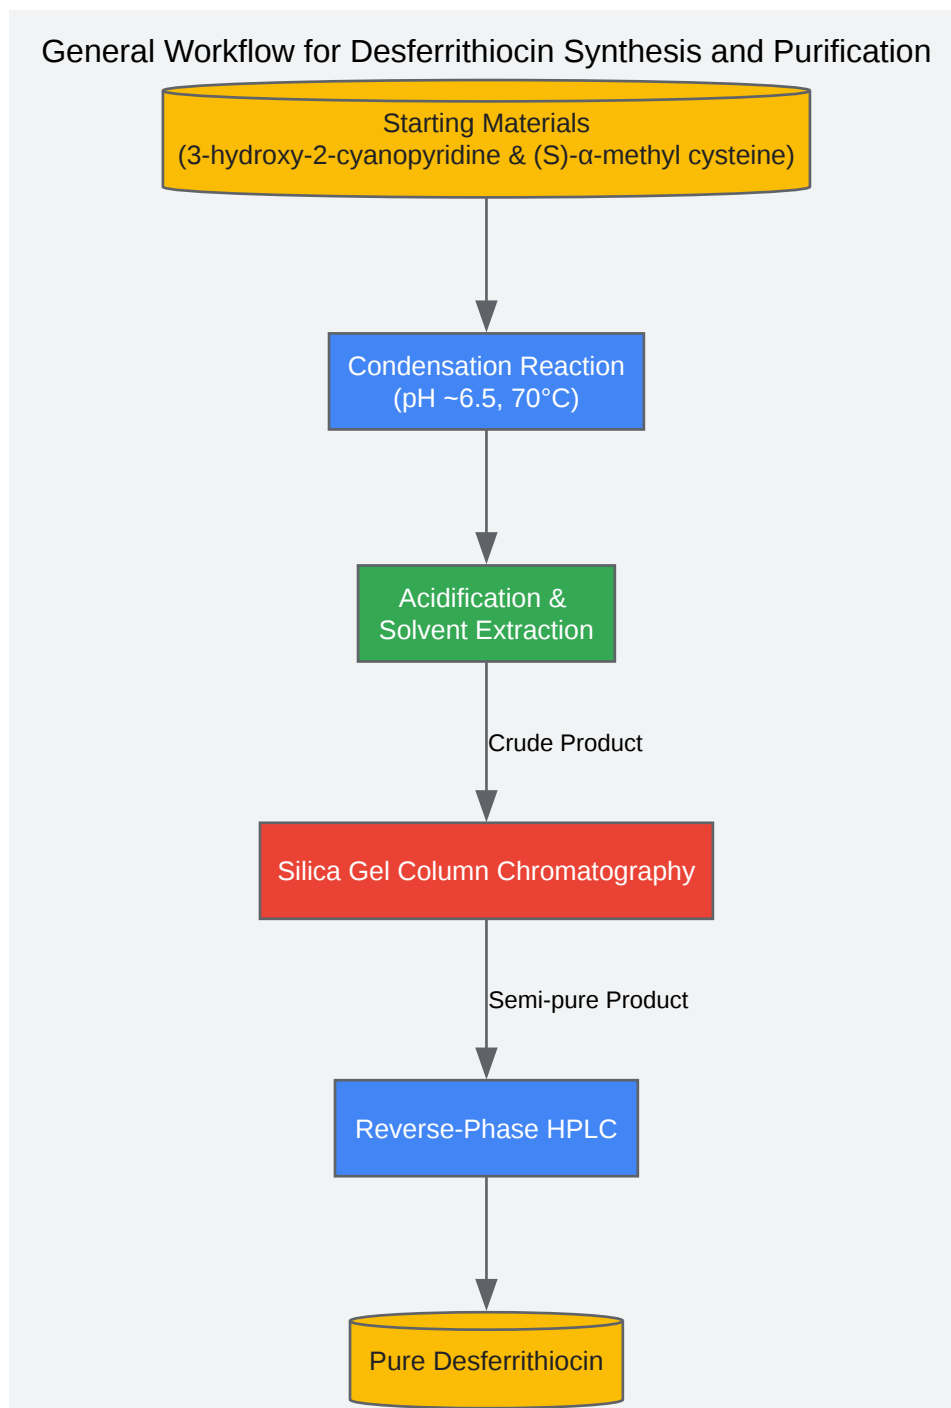 General Workflow for Desferrithiocin Synthesis and Purification
Starting Materials
(3-hydroxy-2-cyanopyridine & (S)-α-methyl cysteine)
Condensation Reaction
(pH ~6.5, 70°C)
Acidification &
Solvent Extraction
Crude Product
Silica Gel Column Chromatography
Semi-pure Product
Reverse-Phase HPLC
Pure Desferrithiocin